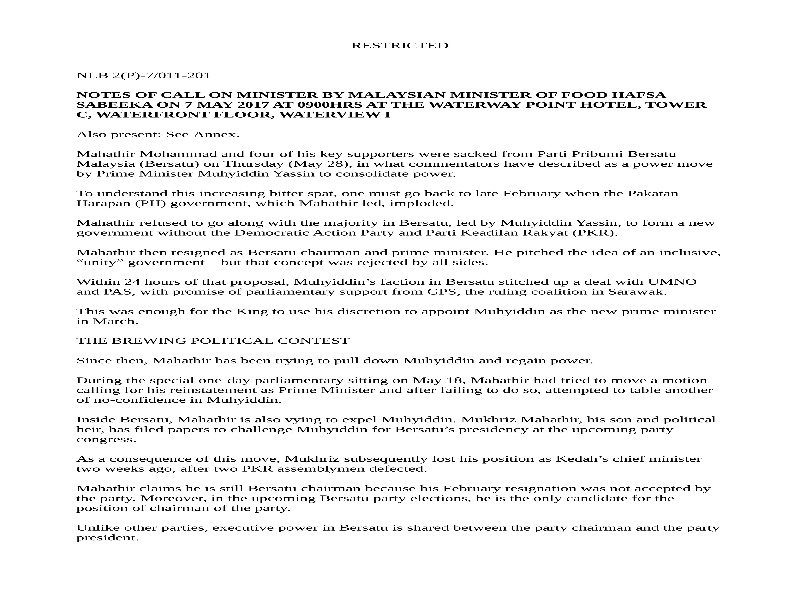 RESTRICTED
NLB 2(P)-7/011-201
NOTES OF CALL ON MINISTER BY MALAYSIAN MINISTER OF FOOD HAFSA
SABEEKA ON 7 MAY 2017 AT 0900HRS AT THE WATERWAY POINT HOTEL, TOWER
C, WATERFRONT FLOOR, WATERVIEW I
Also present: See Annex.
Mahathir Mohammad and four of his key supporters were sacked from Parti Pribumi Bersatu
Malaysia (Bersatu) on Thursday (May 28), in what commentators have described as a power move
by Prime Minister Muhyiddin Yassin to consolidate power.
To understand this increasing bitter spat, one must go back to late February when the Pakatan
Harapan (PH) government, which Mahathir led, imploded.
Mahathir refused to go along with the majority in Bersatu, led by Muhyiddin Yassin, to form a new
government without the Democratic Action Party and Parti Keadilan Rakyat (PKR).
Mahathir then resigned as Bersatu chairman and prime minister. He pitched the idea of an inclusive,
“unity” government – but that concept was rejected by all sides.
Within 24 hours of that proposal, Muhyiddin’s faction in Bersatu stitched up a deal with UMNO
and PAS, with promise of parliamentary support from GPS, the ruling coalition in Sarawak.
This was enough for the King to use his discretion to appoint Muhyiddin as the new prime minister
in March.
THE BREWING POLITICAL CONTEST
Since then, Mahathir has been trying to pull down Muhyiddin and regain power.
During the special one-day parliamentary sitting on May 18, Mahathir had tried to move a motion
calling for his reinstatement as Prime Minister and after failing to do so, attempted to table another
of no-confidence in Muhyiddin.
Inside Bersatu, Mahathir is also vying to expel Muhyiddin. Mukhriz Mahathir, his son and political
heir, has filed papers to challenge Muhyiddin for Bersatu’s presidency at the upcoming party
congress.
As a consequence of this move, Mukhriz subsequently lost his position as Kedah’s chief minister
two weeks ago, after two PKR assemblymen defected.
Mahathir claims he is still Bersatu chairman because his February resignation was not accepted by
the party. Moreover, in the upcoming Bersatu party elections, he is the only candidate for the
position of chairman of the party.
Unlike other parties, executive power in Bersatu is shared between the party chairman and the party
president.